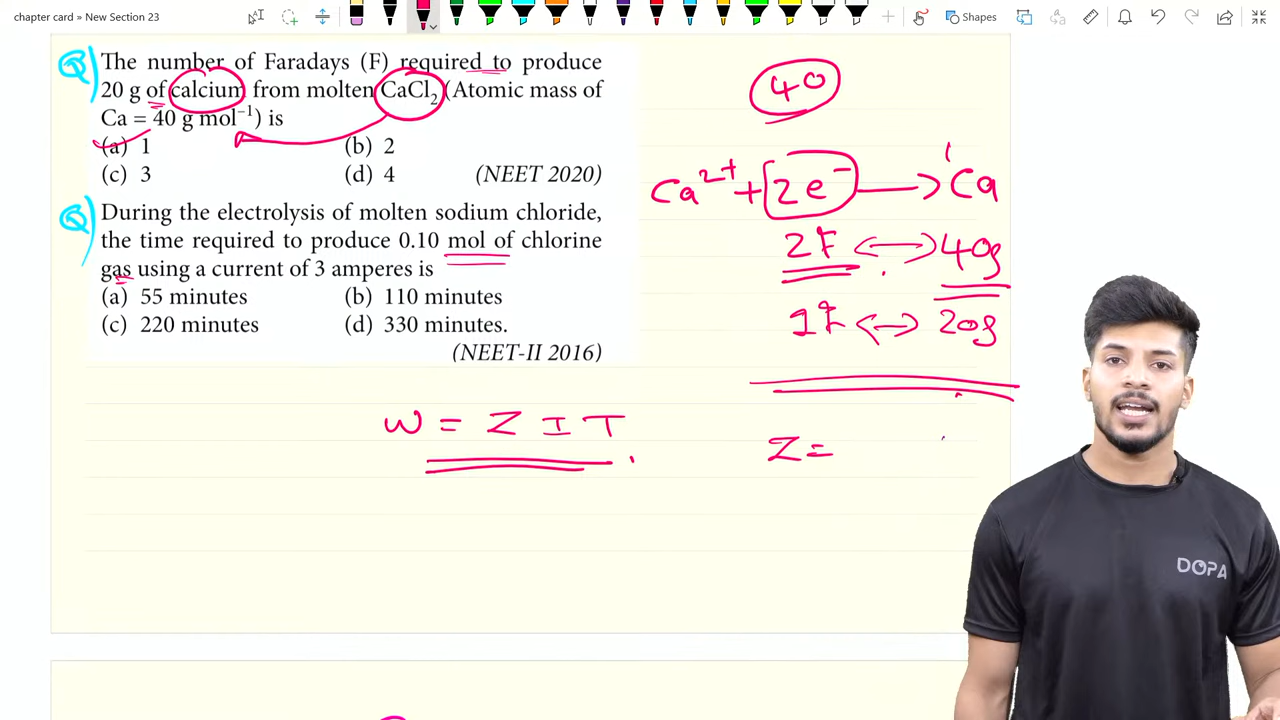 chapter card » New Section 23
Shapes
Q) The number of Faradays (F) required to produce
20 g of calcium from molten CaCl₂ (Atomic mass of
Ca = 40 g mol⁻¹) is
(a) 1 (b) 2
(c) 3 (d) 4 (NEET 2020)
Q) During the electrolysis of molten sodium chloride,
the time required to produce 0.10 mol of chlorine
gas using a current of 3 amperes is
(a) 55 minutes (b) 110 minutes
(c) 220 minutes (d) 330 minutes.
(NEET-II 2016)
40
Ca²⁺ + 2e⁻ → Ca
2F ↔ 40g
1F ↔ 20g
W = Z I T
Z =
DOPA